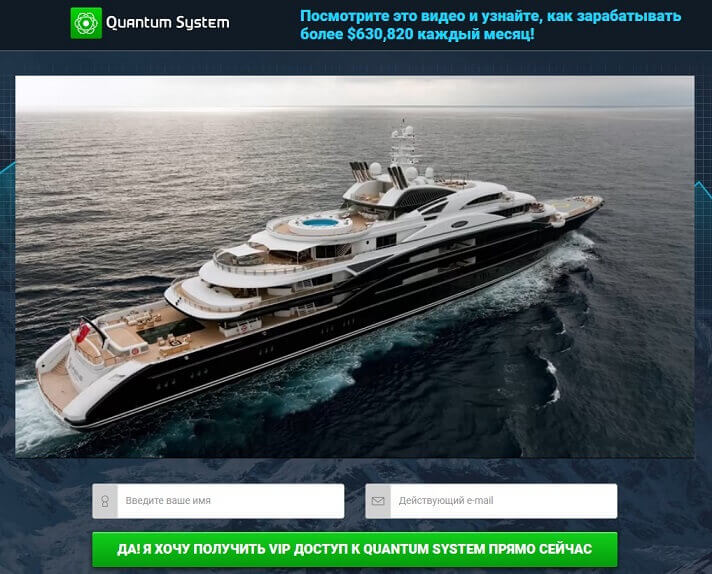 Quantum System
Посмотрите это видео и узнайте, как зарабатывать
более $630,820 каждый месяц!
Введите ваше имя
Действующий e-mail
ДА! Я ХОЧУ ПОЛУЧИТЬ VIP ДОСТУП К QUANTUM SYSTEM ПРЯМО СЕЙЧАС